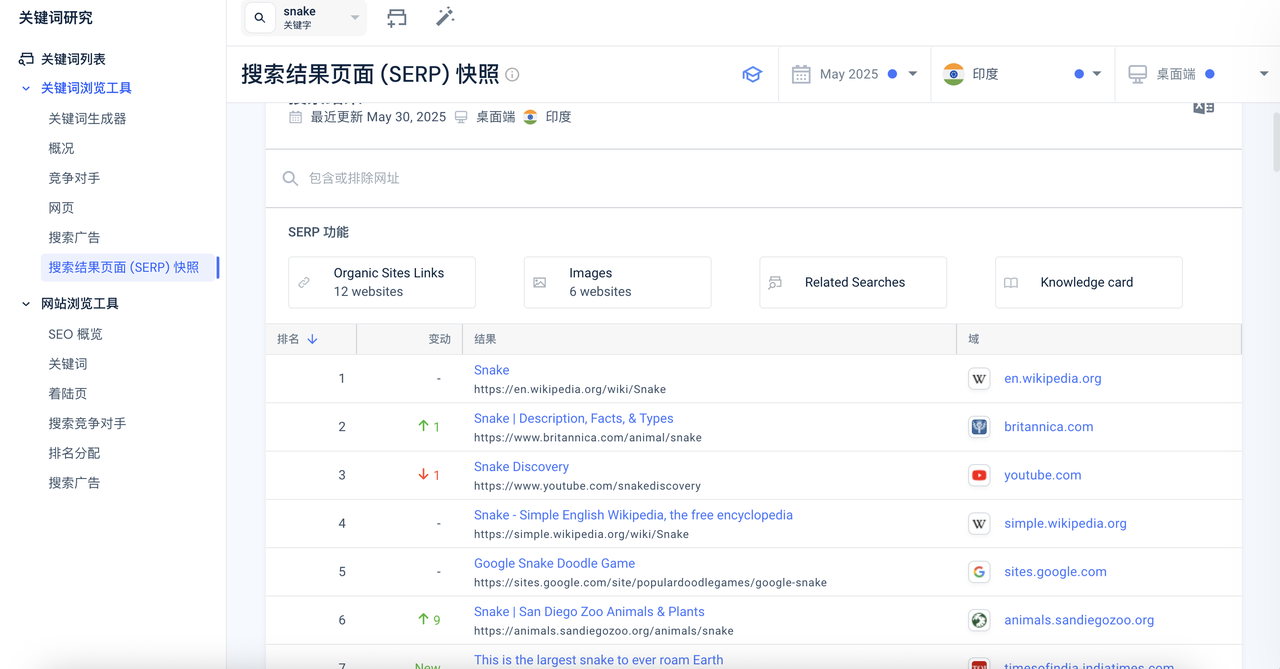 关键词研究
关键词列表
关键词浏览工具
关键词生成器
概况
竞争对手
网页
搜索广告
搜索结果页面 (SERP) 快照
网站浏览工具
SEO 概览
关键词
着陆页
搜索竞争对手
排名分配
搜索广告
snake
关键字
搜索结果页面 (SERP) 快照
May 2025
印度
桌面端
最近更新 May 30, 2025 桌面端 印度
包含或排除网址
SERP 功能
Organic Sites Links
12 websites
Images
6 websites
Related Searches
Knowledge card
排名 变动 结果 域
1 - Snake en.wikipedia.org
https://en.wikipedia.org/wiki/Snake
2 1 Snake | Description, Facts, & Types britannica.com
https://www.britannica.com/animal/snake
3 1 Snake Discovery youtube.com
https://www.youtube.com/snakediscovery
4 - Snake - Simple English Wikipedia, the free encyclopedia simple.wikipedia.org
https://simple.wikipedia.org/wiki/Snake
5 - Google Snake Doodle Game sites.google.com
https://sites.google.com/site/populardoodlegames/google-snake
6 9 Snake | San Diego Zoo Animals & Plants animals.sandiegozoo.org
https://animals.sandiegozoo.org/animals/snake
7 New This is the largest snake to ever roam Earth timesofindia.indiatimes.com